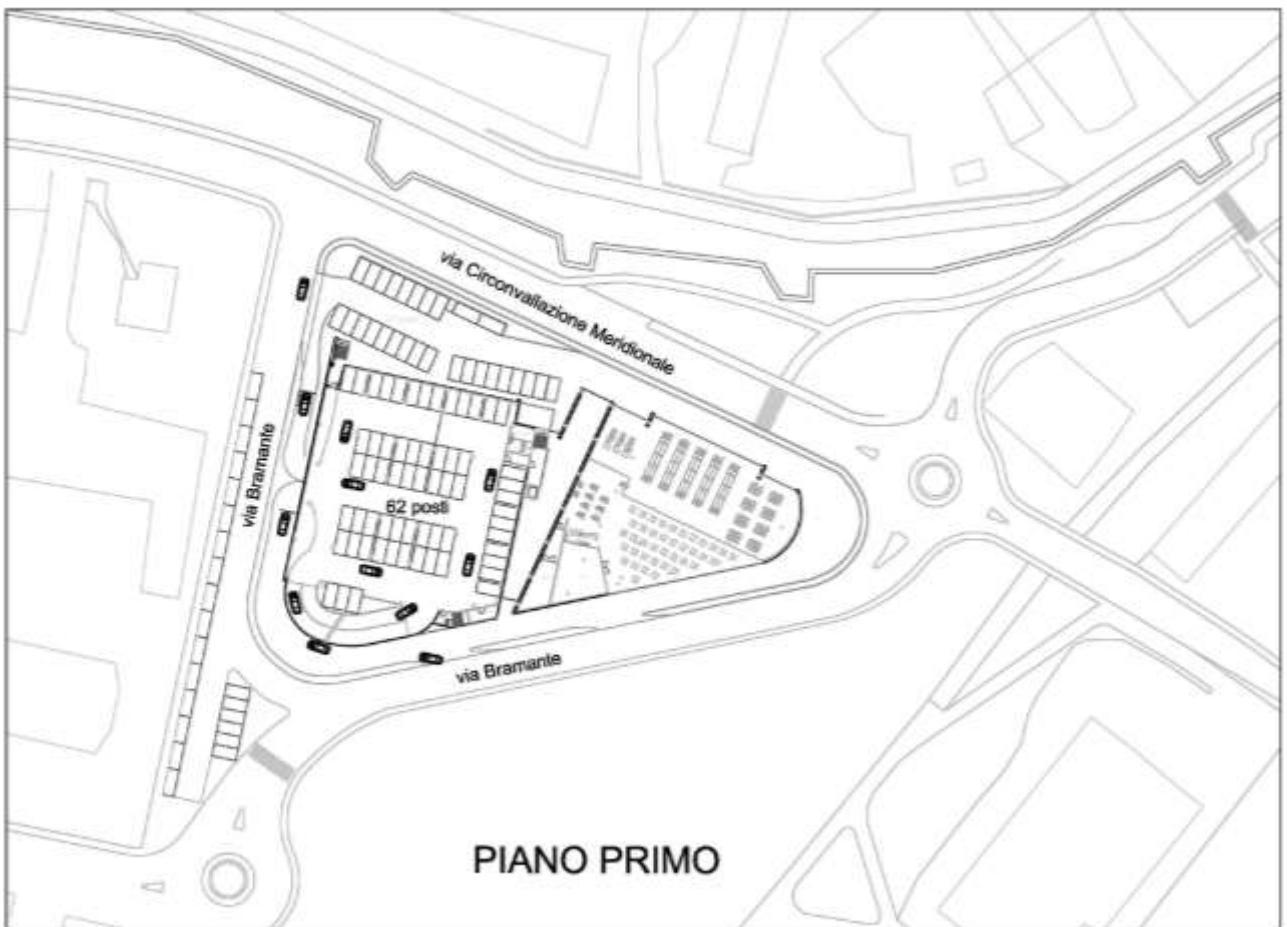 via Circonvallazione Meridionale
via Bramante
62 posti
via Bramante
PIANO PRIMO